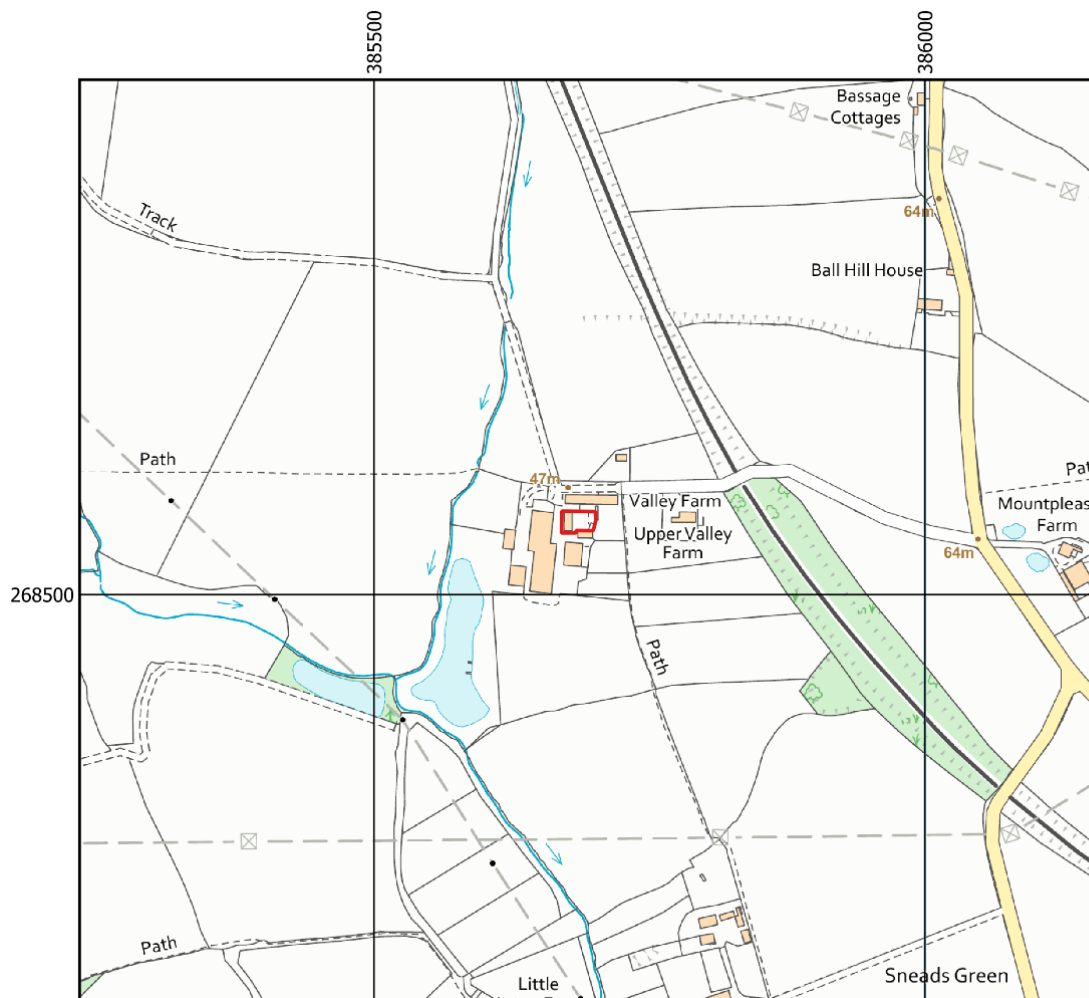 385500
386000
Bassage
Cottages
Track
64m
Ball Hill House
Path
47m
Valley Farm
Upper Valley
Farm
Pat
Mountpleas
Farm
64m
268500
Path
Path
Little
Sneads Green